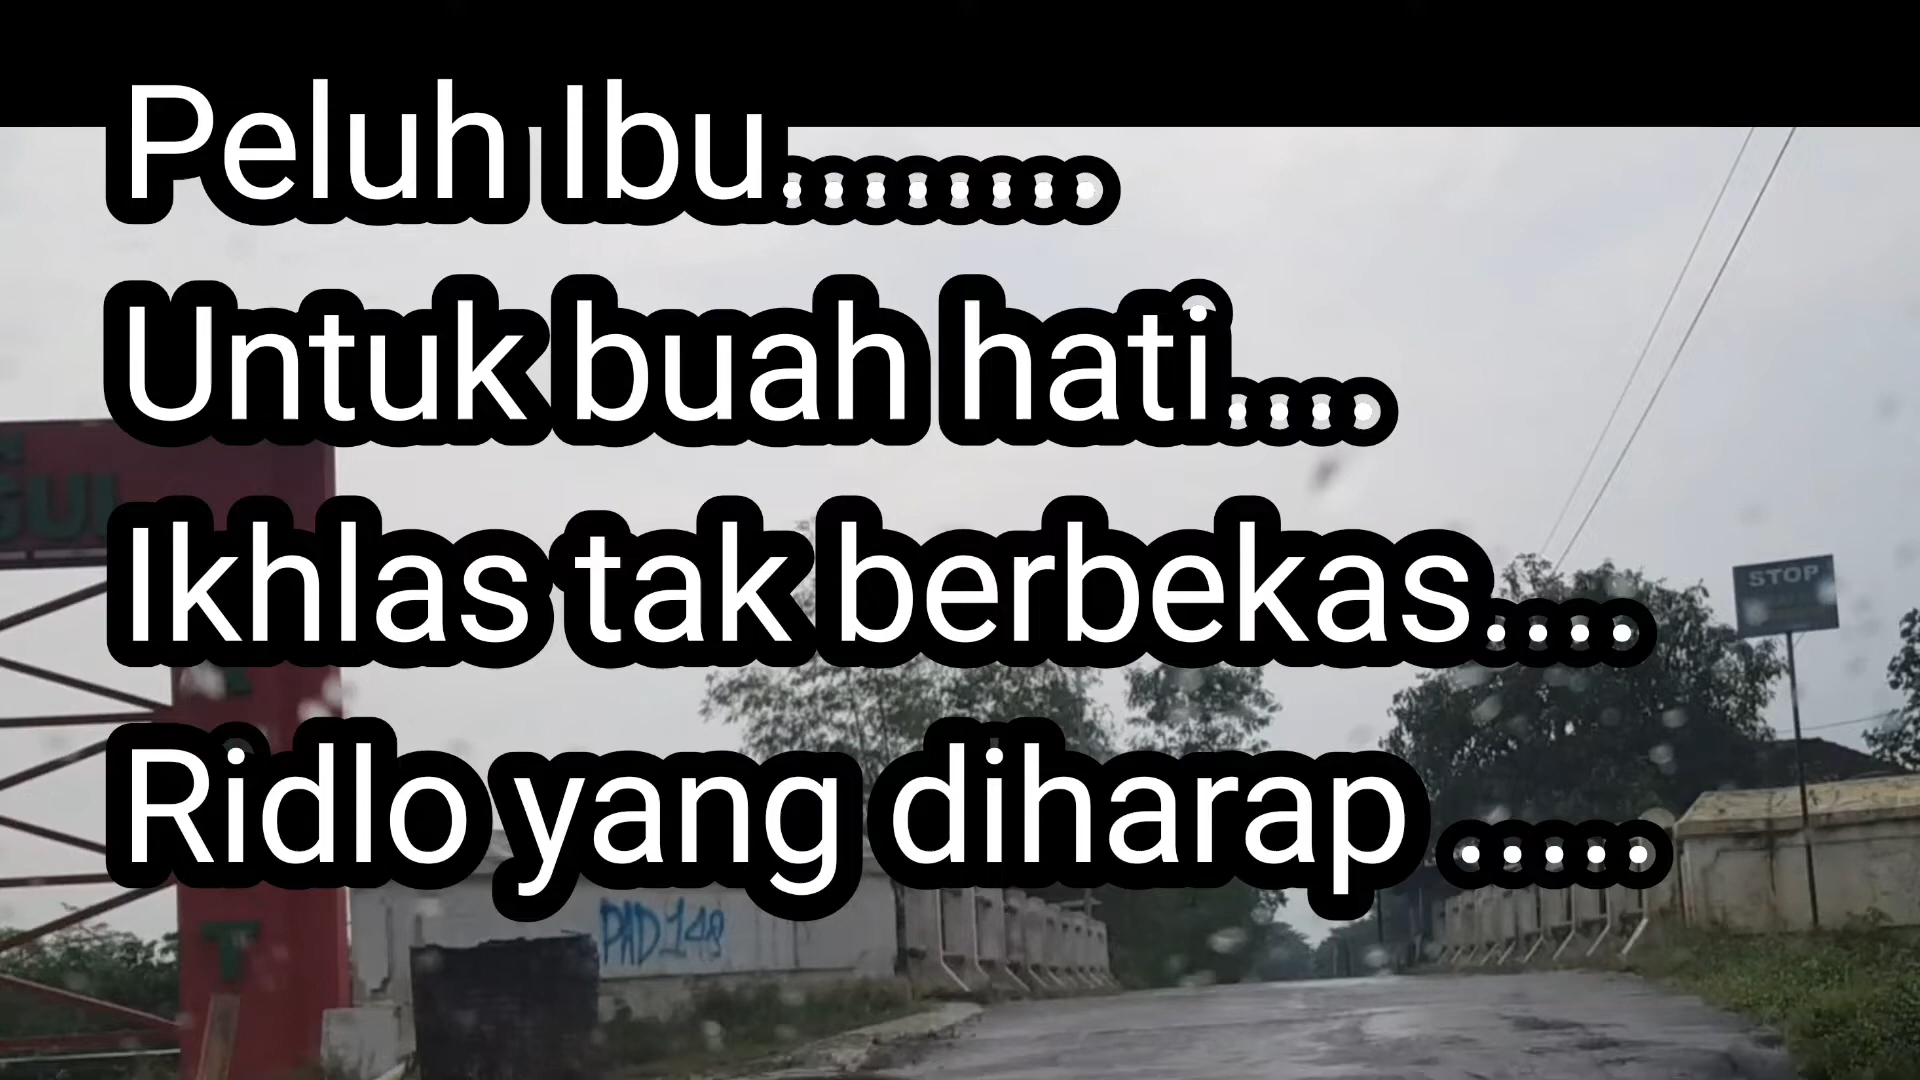 Peluh Ibu........
Untuk buah hati....
Ikhlas tak berbekas....
Ridlo yang diharap .....
STOP
PAD 148
T